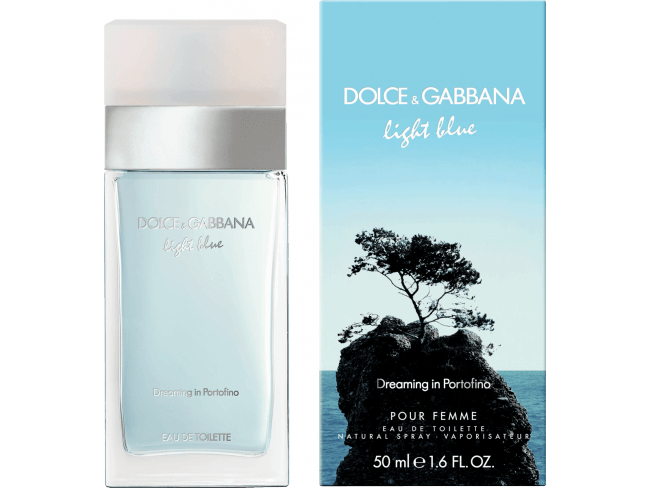 DOLCE & GABBANA
light blue
Dreaming in Portofino
EAU DE TOILETTE
DOLCE & GABBANA
light blue
Dreaming in Portofino
POUR FEMME
EAU DE TOILETTE
NATURAL SPRAY · VAPORISATEUR
50 ml e 1.6 FL. OZ.